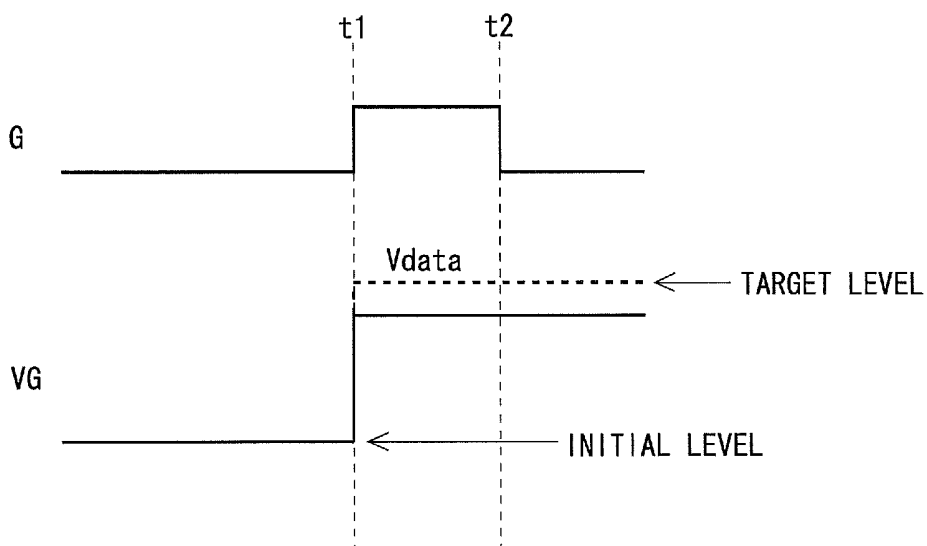 t1 t2
G
Vdata
TARGET LEVEL
VG
INITIAL LEVEL